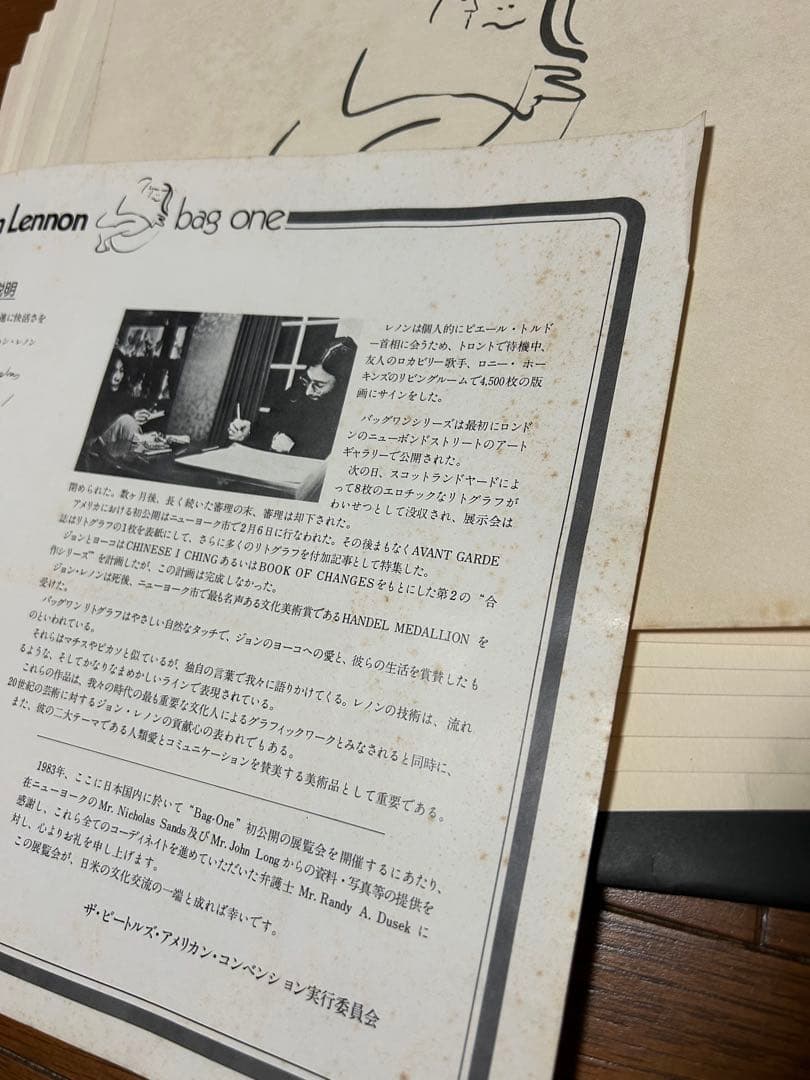 Lennon bag one
説明
に快活さを
ン・レノン
レノンは個人的にピエール・トルド
ー首相に会うため、トロントで待機中、
友人のロカビリー歌手、ロニー・ホー
キンズのリビングルームで4,500枚の版
画にサインをした。
バッグワンシリーズは最初にロンド
ンのニューボンドストリートのアート
ギャラリーで公開された。
次の日、スコットランドヤードによ
って8枚のエロチックなリトグラフが
わいせつとして没収され、展示会は
閉められた。数ヶ月後、長く続いた審理の末、審理は却下された。
アメリカにおける初公開はニューヨーク市で2月6日に行なわれた。その後まもなくAVANT GARDE
誌はリトグラフの1枚を表紙にして、さらに多くのリトグラフを付加記事として特集した。
ジョンとヨーコはCHINESE I CHINGあるいはBOOK OF CHANGESをもとにした第2の“合
作シリーズ”を計画したが、この計画は完成しなかった。
ジョン・レノンは死後、ニューヨーク市で最も名声ある文化美術賞であるHANDEL MEDALLION を
受けた。
バッグワン リトグラフはやさしい自然なタッチで、ジョンのヨーコへの愛と、彼らの生活を賞賛したも
のといわれている。
それらはマチスやピカソと似ているが、独自の言葉で我々に語りかけてくる。レノンの技術は、流れ
るような、そしてかなりなまめかしいラインで表現されている。
これらの作品は、我々の時代の最も重要な文化人によるグラフィックワークとみなされると同時に、
20世紀の芸術に対するジョン・レノンの貢献心の表われでもある。
また、彼の二大テーマである人類愛とコミュニケーションを賛美する美術品として重要である。
1983年、ここに日本国内に於いて“Bag-One”初公開の展覧会を開催するにあたり、
在ニューヨークのMr. Nicholas Sands及びMr. John Longからの資料・写真等の提供を
感謝し、これら全てのコーディネイトを進めていただいた弁護士 Mr. Randy A. Dusek に
対し、心よりお礼を申し上げます。
この展覧会が、日米の文化交流の一端と成れば幸いです。
ザ・ビートルズ・アメリカン・コンベンション実行委員会